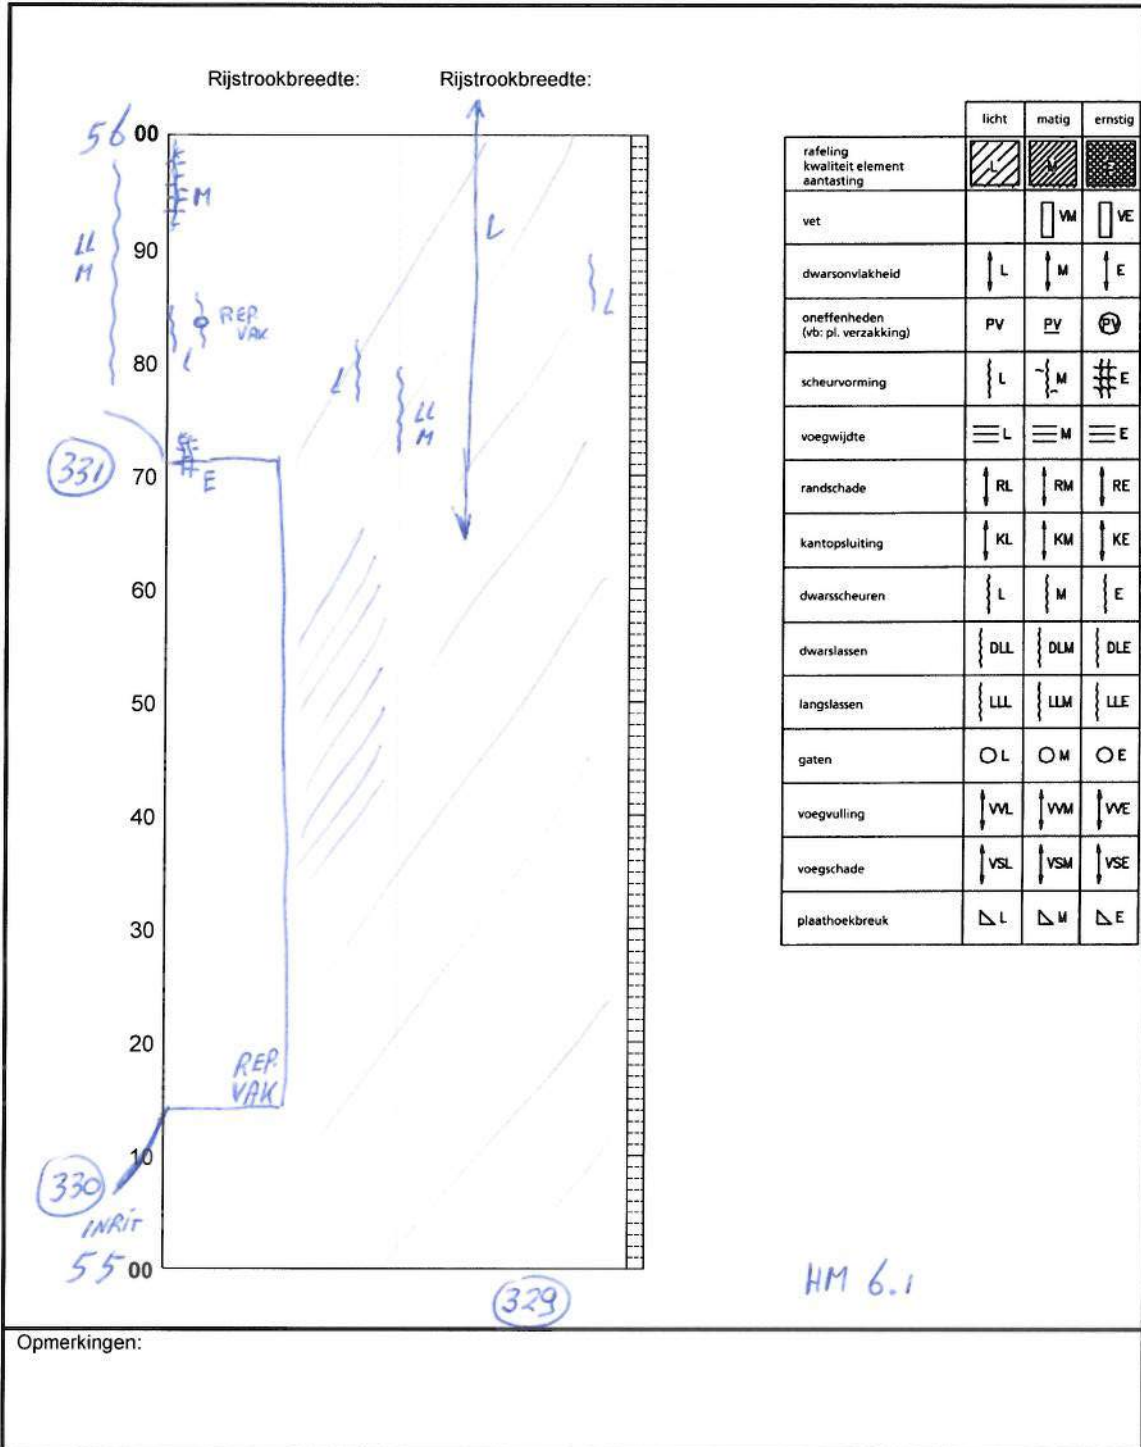 Rijstrookbreedte: Rijstrookbreedte:
56 00
M
LL
M
90
L
L
REP.
VAK
L
80
L
LL
M
331
70
E
60
50
40
30
20
REP.
VAK
10
330
INRIT
55 00
329
HM 6.1
licht matig ernstig
rafeling
kwaliteit element
aantasting
L M E
vet VM VE
dwarsonvlakheid L M E
oneffenheden
(vb: pl. verzakking)
PV PV PV
scheurvorming L M E
voegwijdte L M E
randschade RL RM RE
kantopsluiting KL KM KE
dwarsscheuren L M E
dwarslassen DLL DLM DLE
langslassen LLL LLM LLE
gaten L M E
voegvulling VVL VVM VVE
voegschade VSL VSM VSE
plaathoekbreuk L M E
Opmerkingen: